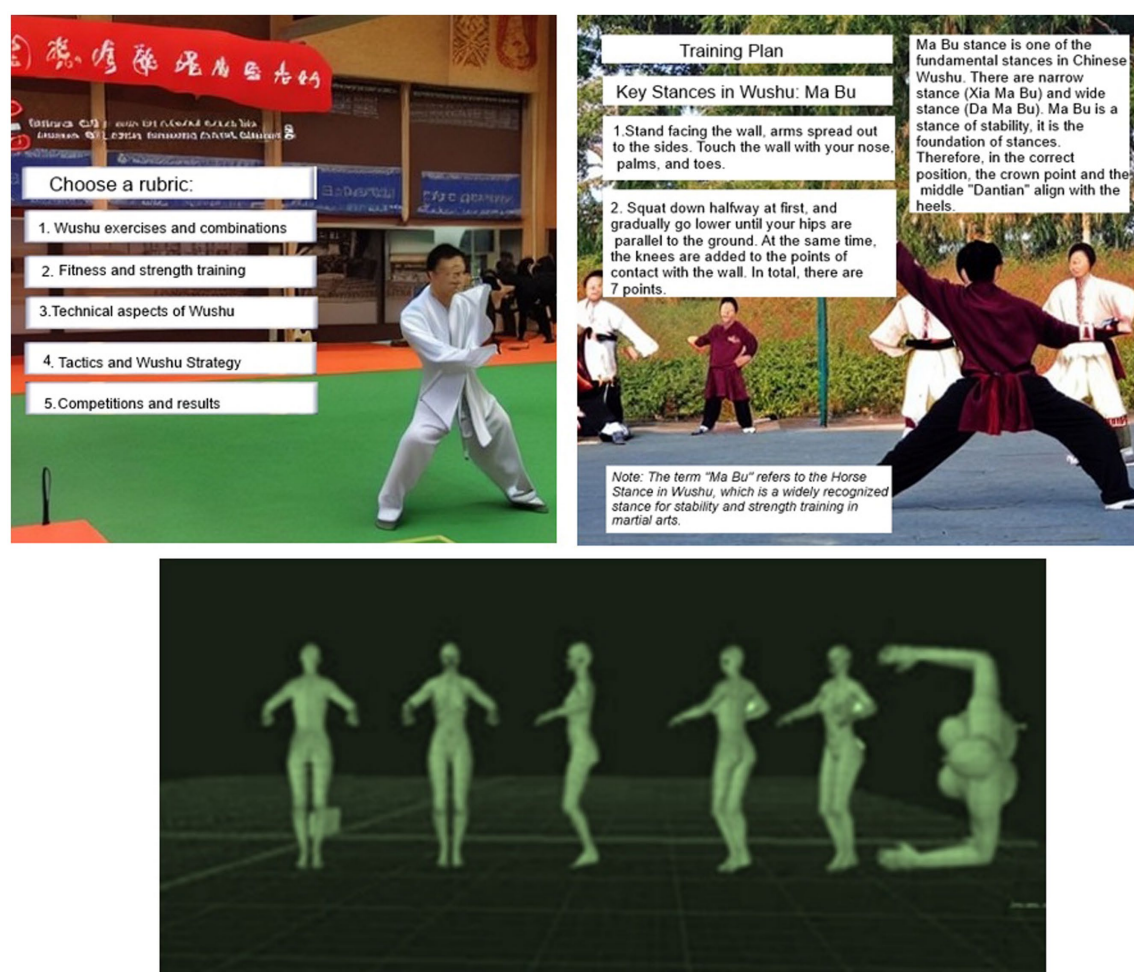 Choose a rubric:
1. Wushu exercises and combinations
2. Fitness and strength training
3.Technical aspects of Wushu
4. Tactics and Wushu Strategy
5.Competitions and results
Training Plan
Key Stances in Wushu: Ma Bu
1.Stand facing the wall, arms spread out
to the sides. Touch the wall with your nose,
palms, and toes.
2. Squat down halfway at first, and
gradually go lower until your hips are
parallel to the ground. At the same time,
the knees are added to the points of
contact with the wall. In total, there are
7 points.
Ma Bu stance is one of the
fundamental stances in Chinese
Wushu. There are narrow
stance (Xia Ma Bu) and wide
stance (Da Ma Bu). Ma Bu is a
stance of stability, it is the
foundation of stances.
Therefore, in the correct
position, the crown point and the
middle "Dantian" align with the
heels.
Note: The term "Ma Bu" refers to the Horse
Stance in Wushu, which is a widely recognized
stance for stability and strength training in
martial arts.